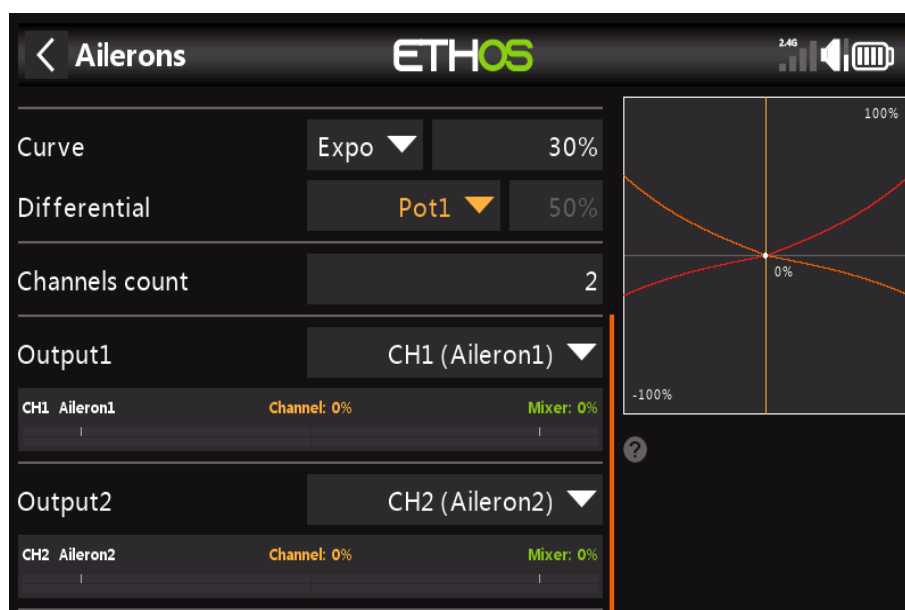 Ailerons
ETHOS
2.4G
Curve
Expo
30%
Differential
Pot1
50%
Channels count
2
Output1
CH1 (Aileron1)
CH1 Aileron1
Channel: 0%
Mixer: 0%
Output2
CH2 (Aileron2)
CH2 Aileron2
Channel: 0%
Mixer: 0%
100%
0%
-100%
?